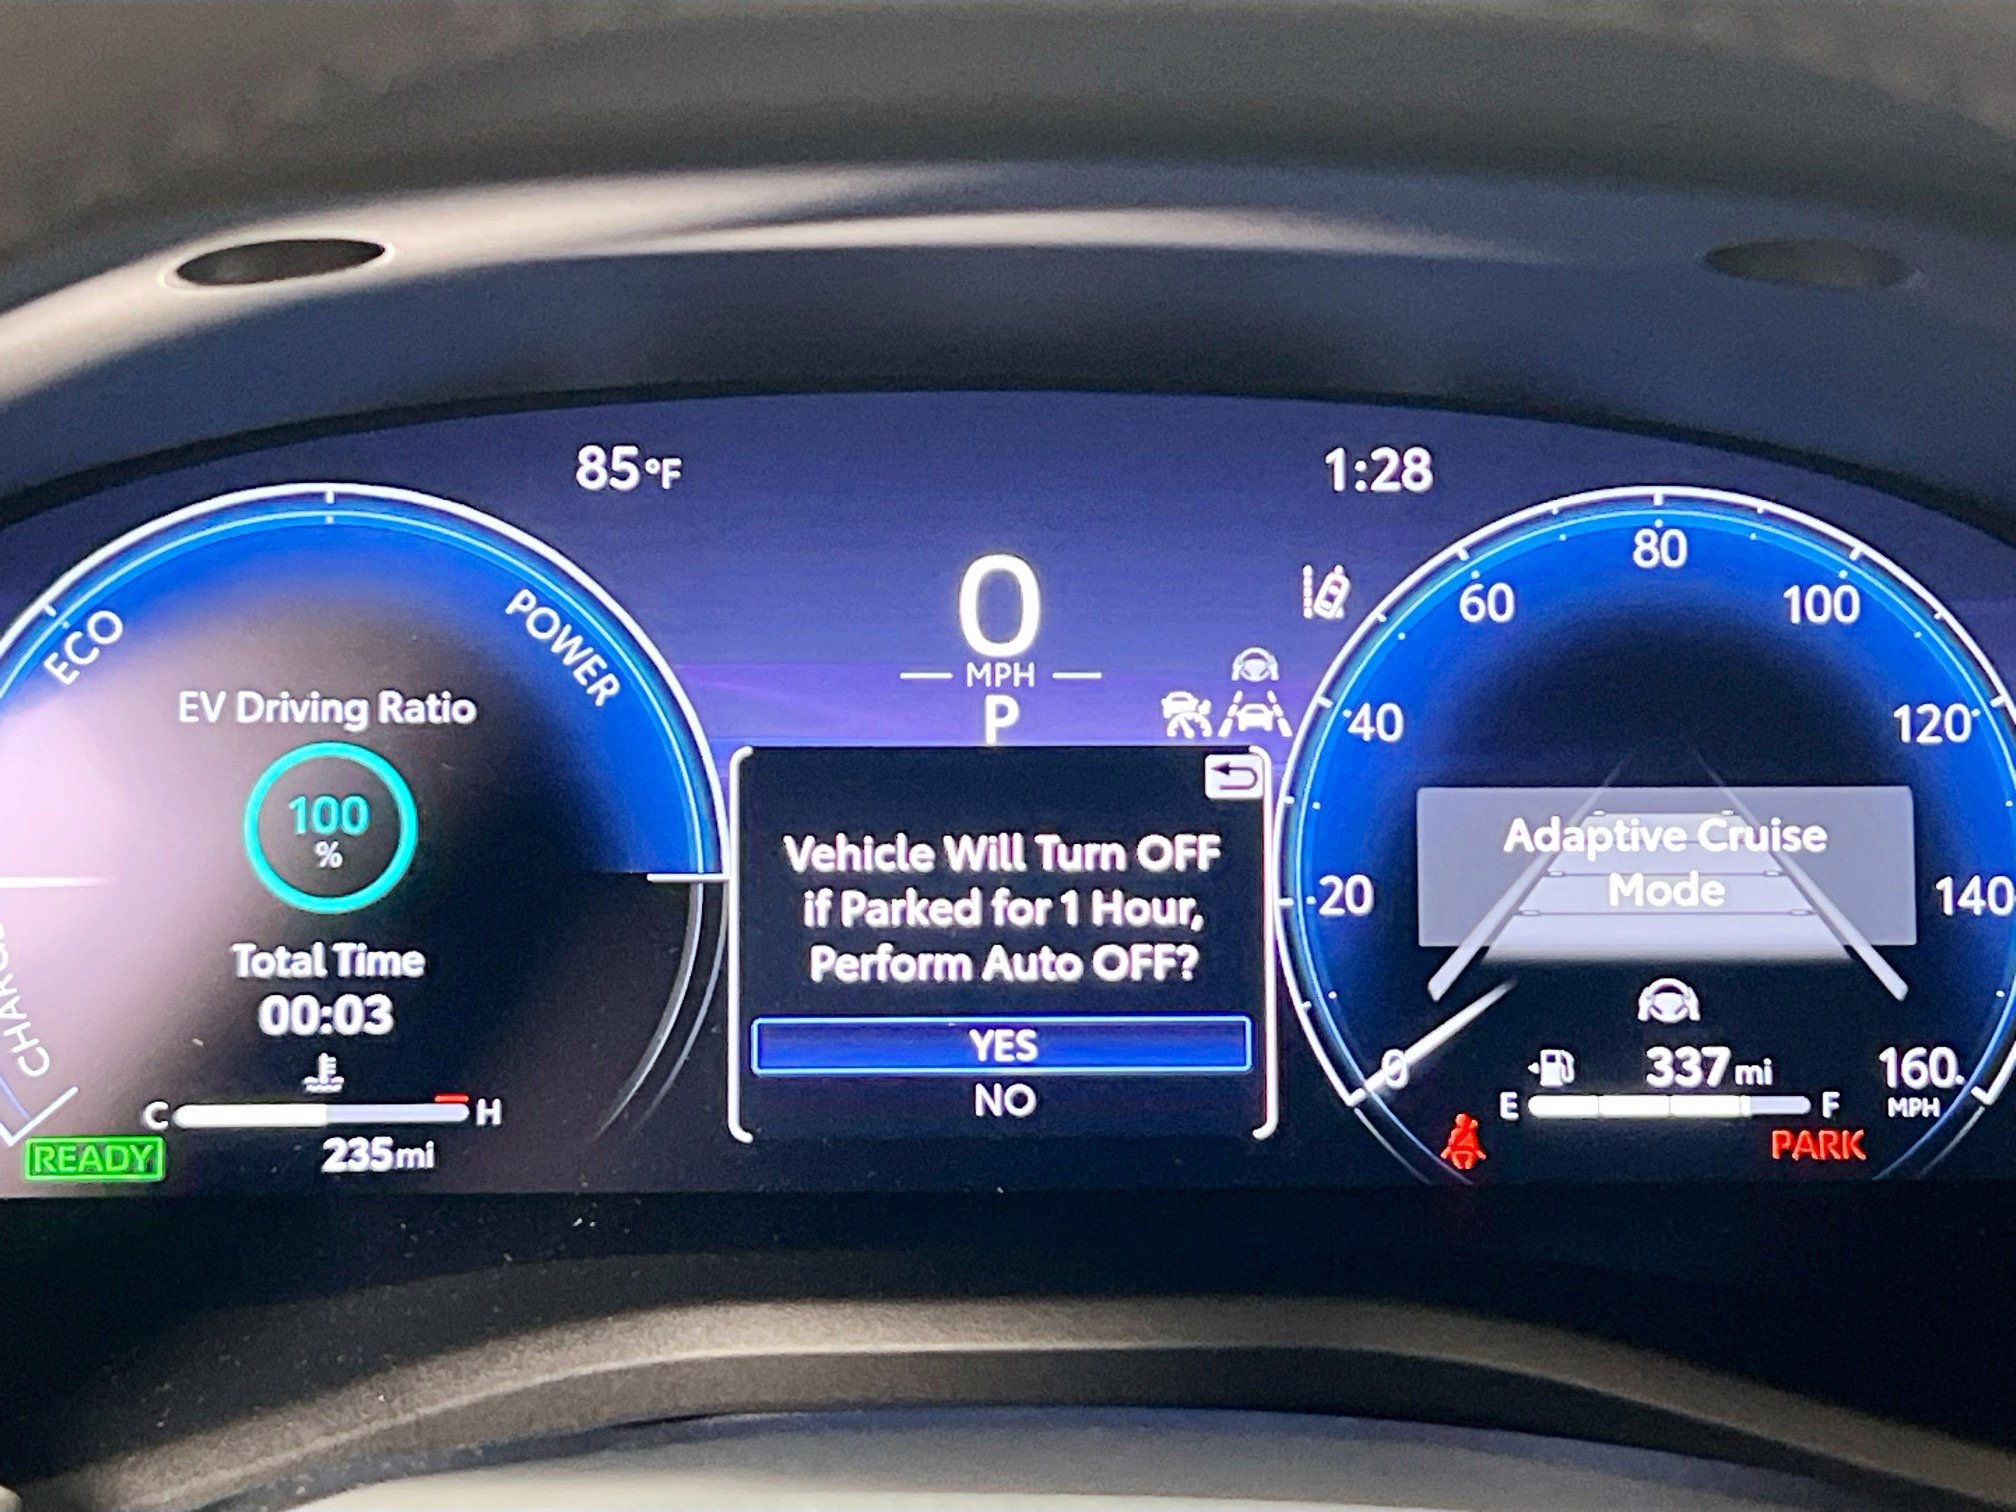 85°F
1:28
0
MPH
P
ECO
POWER
CHARGE
EV Driving Ratio
100
%
Total Time
00:03
C
H
235mi
READY
Vehicle Will Turn OFF
if Parked for 1 Hour,
Perform Auto OFF?
YES
NO
0
20
40
60
80
100
120
140
160
MPH
Adaptive Cruise
Mode
337mi
E
F
PARK